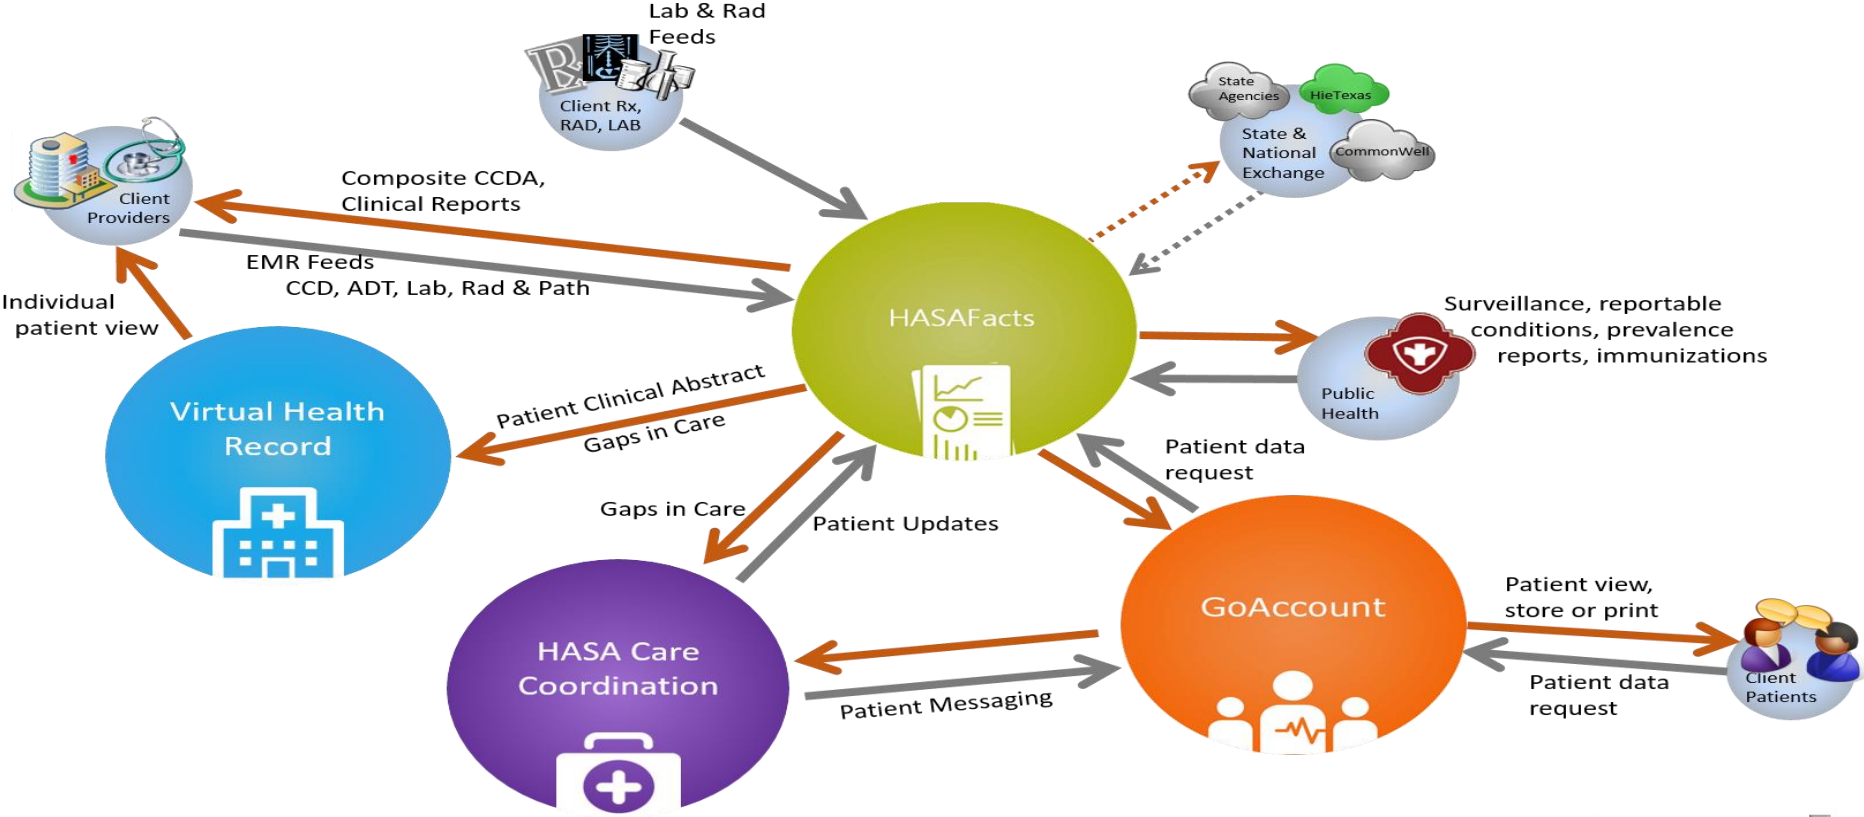 Lab & Rad
Feeds
Client Rx,
RAD, LAB
State
Agencies
HieTexas
State &
National
Exchange
CommonWell
Client
Providers
Composite CCDA,
Clinical Reports
EMR Feeds
CCD, ADT, Lab, Rad & Path
Individual
patient view
HASAFacts
Surveillance, reportable
conditions, prevalence
reports, immunizations
Public
Health
Virtual Health
Record
Patient Clinical Abstract
Gaps in Care
Patient data
request
Gaps in Care
Patient Updates
GoAccount
Patient view,
store or print
HASA Care
Coordination
Patient Messaging
Patient data
request
Client
Patients